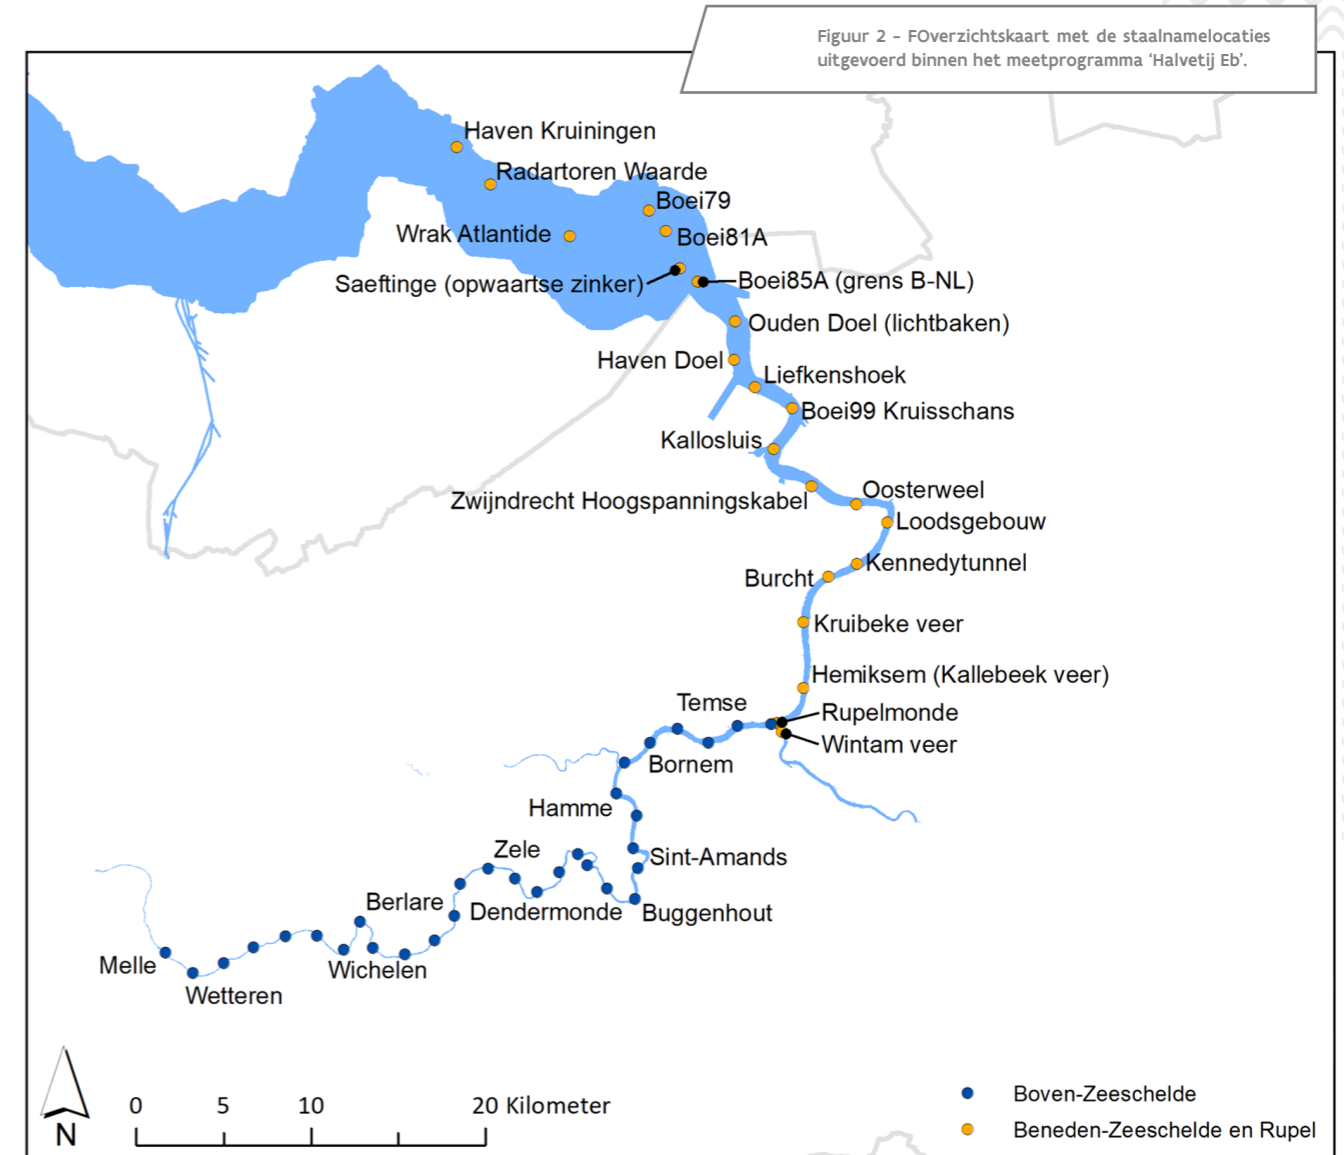 Figuur 2 - FOverzichtskaart met de staalnamelocaties
uitgevoerd binnen het meetprogramma ‘Halvetij Eb’.
Haven Kruiningen
Radartoren Waarde
Boei79
Wrak Atlantide
Boei81A
Saeftinge (opwaartse zinker)
Boei85A (grens B-NL)
Ouden Doel (lichtbaken)
Haven Doel
Liefkenshoek
Boei99 Kruisschans
Kallosluis
Zwijndrecht Hoogspanningskabel
Oosterweel
Loodsgebouw
Kennedytunnel
Burcht
Kruibeke veer
Hemiksem (Kallebeek veer)
Temse
Rupelmonde
Wintam veer
Bornem
Hamme
Zele
Sint-Amands
Berlare
Dendermonde
Buggenhout
Melle
Wichelen
Wetteren
N
0 5 10 20 Kilometer
Boven-Zeeschelde
Beneden-Zeeschelde en Rupel